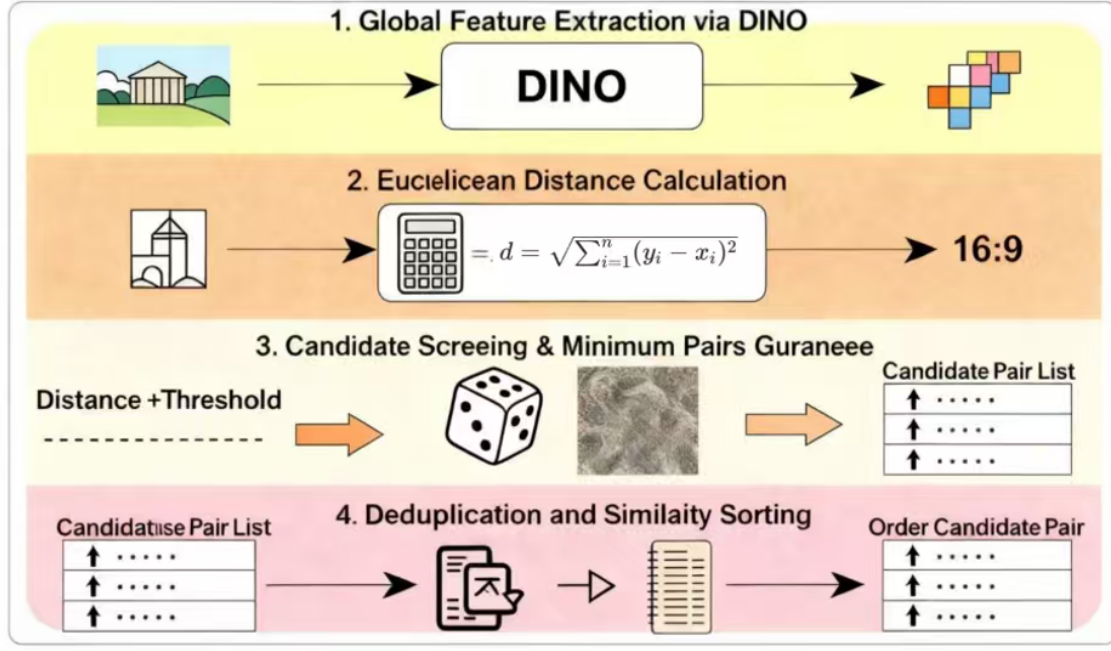 1. Global Feature Extraction via DINO
DINO
2. Euclelicean Distance Calculation
=. d = √∑ⁿᵢ₌₁(yᵢ − xᵢ)²
16:9
3. Candidate Screeing & Minimum Pairs Guraneee
Distance +Threshold
Candidate Pair List
4. Deduplication and Similaity Sorting
Pair List
Order Candidate Pair